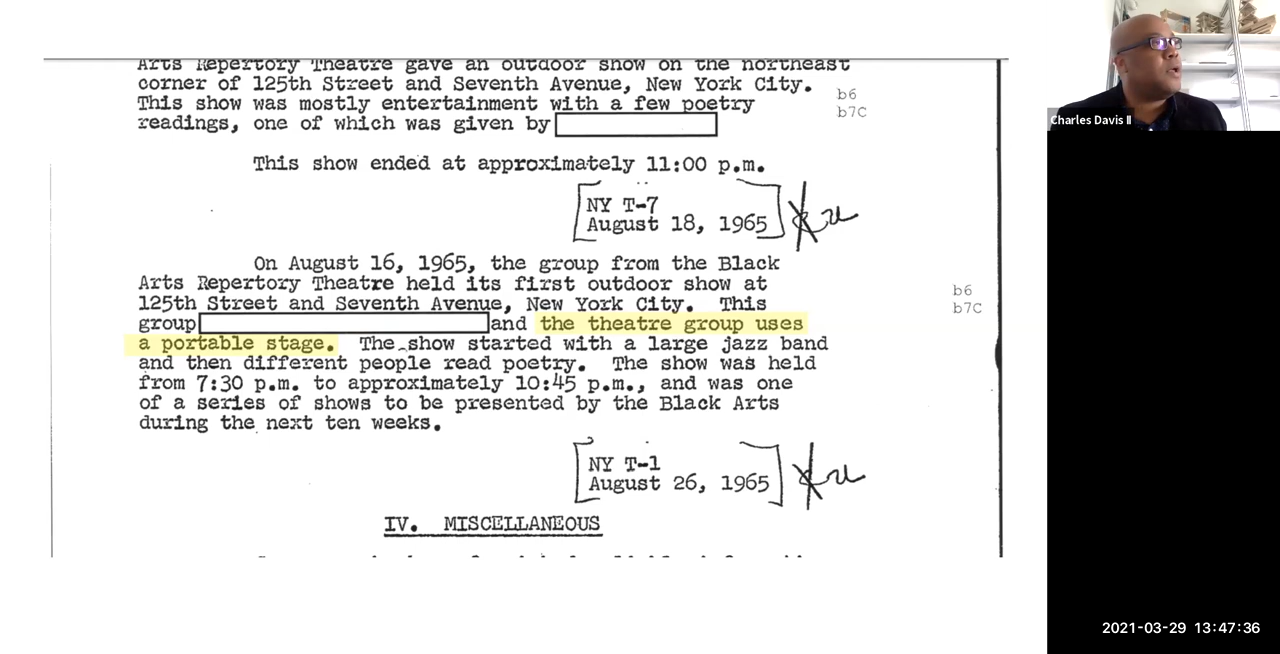 Arts Repertory Theatre gave an outdoor show on the northeast
corner of 125th Street and Seventh Avenue, New York City.
This show was mostly entertainment with a few poetry
readings, one of which was given by
b6
b7C
This show ended at approximately 11:00 p.m.
NY T-7
August 18, 1965
On August 16, 1965, the group from the Black
Arts Repertory Theatre held its first outdoor show at
125th Street and Seventh Avenue, New York City. This
group and the theatre group uses
a portable stage. The show started with a large jazz band
and then different people read poetry. The show was held
from 7:30 p.m. to approximately 10:45 p.m., and was one
of a series of shows to be presented by the Black Arts
during the next ten weeks.
b6
b7C
NY T-1
August 26, 1965
IV. MISCELLANEOUS
Charles Davis II
2021-03-29 13:47:36